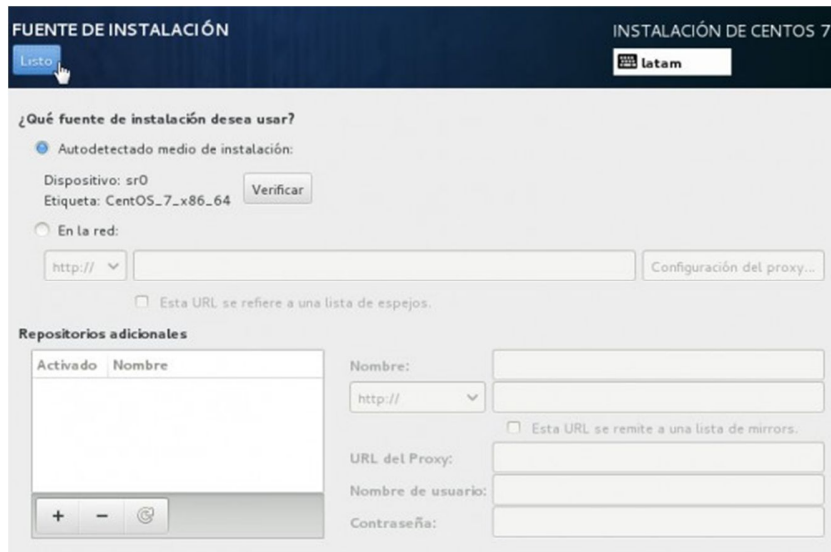 FUENTE DE INSTALACIÓN
INSTALACIÓN DE CENTOS 7
Listo
latam
¿Qué fuente de instalación desea usar?
Autodetectado medio de instalación:
Dispositivo: sr0
Etiqueta: CentOS_7_x86_64
Verificar
En la red:
http://
Configuración del proxy...
Esta URL se refiere a una lista de espejos.
Repositorios adicionales
Activado Nombre
Nombre:
http://
Esta URL se remite a una lista de mirrors.
URL del Proxy:
Nombre de usuario:
Contraseña: